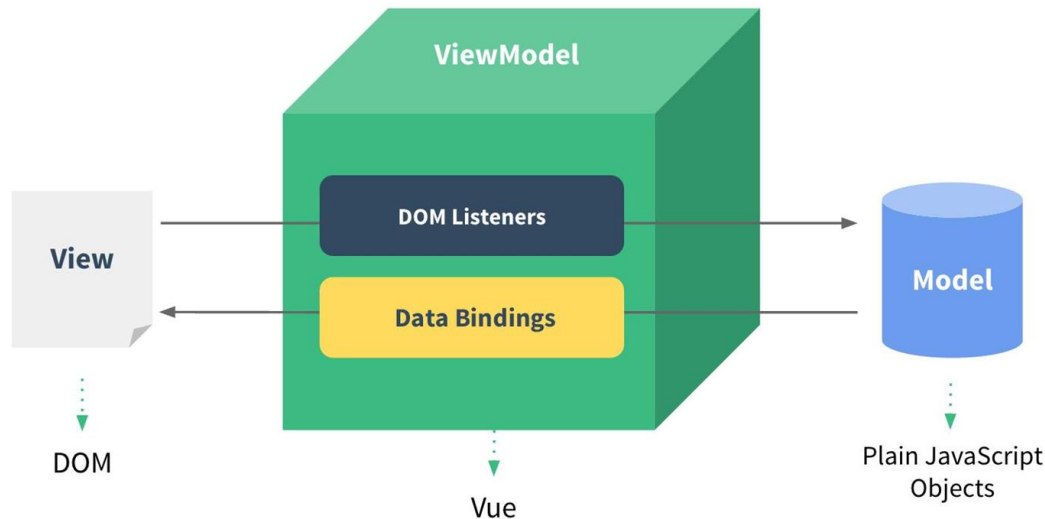 ViewModel
DOM Listeners
View
Data Bindings
Model
DOM
Vue
Plain JavaScript
Objects